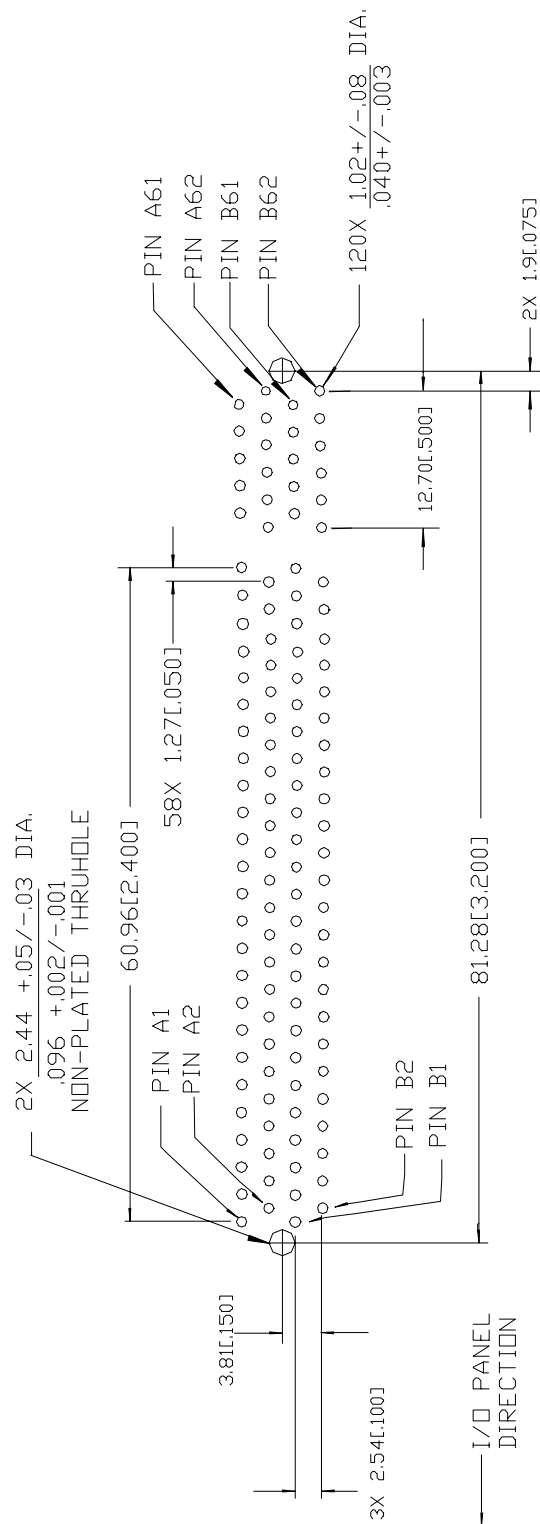 2X 2.44 +.05/-.03 DIA.
.096 +.002/-.001
NON-PLATED THRUHOLE
60.96[2.400]
58X 1.27[.050]
PIN A1
PIN A2
PIN A61
PIN A62
PIN B61
PIN B62
120X 1.02+/-.08 DIA.
.040+/-.003
3.81[.150]
3X 2.54[.100]
PIN B2
PIN B1
12.70[.500]
81.28[3.200]
2X 1.9[.075]
I/O PANEL
DIRECTION